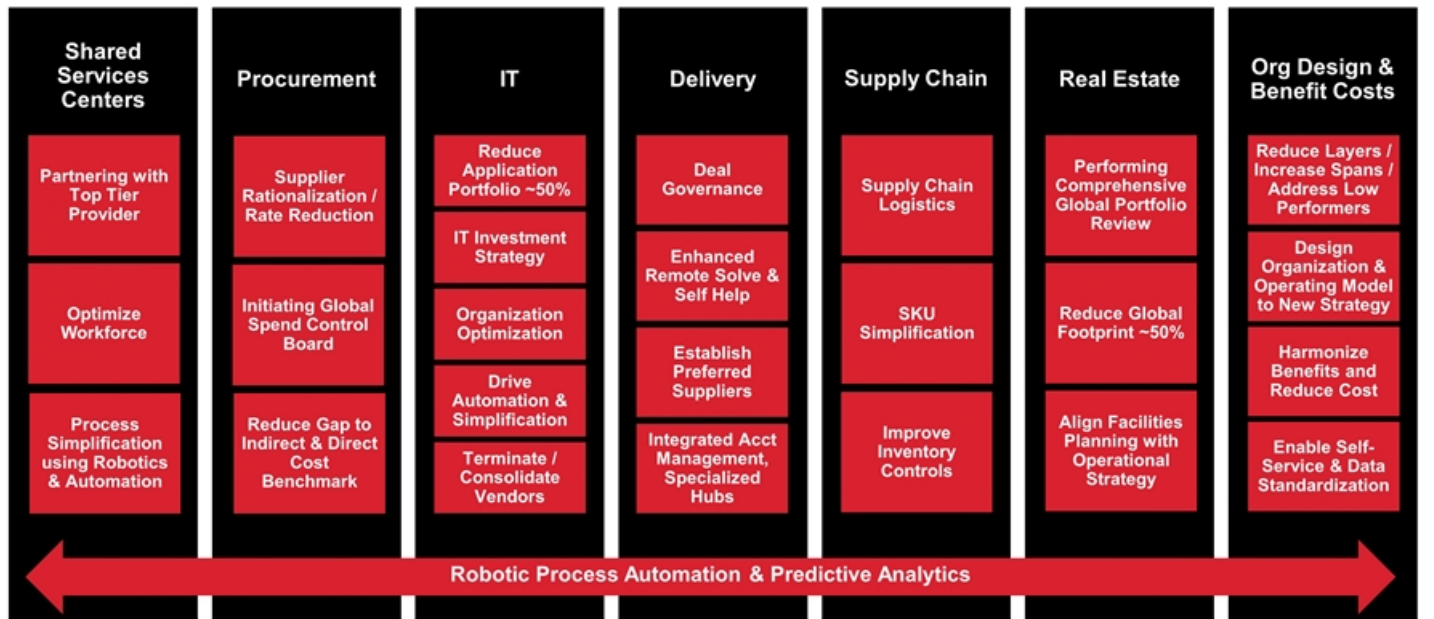 Shared
Services
Centers
Partnering with
Top Tier
Provider
Optimize
Workforce
Process
Simplification
using Robotics
& Automation
Procurement
Supplier
Rationalization /
Rate Reduction
Initiating Global
Spend Control
Board
Reduce Gap to
Indirect & Direct
Cost
Benchmark
IT
Reduce
Application
Portfolio ~50%
IT Investment
Strategy
Organization
Optimization
Drive
Automation &
Simplification
Terminate /
Consolidate
Vendors
Delivery
Deal
Governance
Enhanced
Remote Solve &
Self Help
Establish
Preferred
Suppliers
Integrated Acct
Management,
Specialized
Hubs
Supply Chain
Supply Chain
Logistics
SKU
Simplification
Improve
Inventory
Controls
Real Estate
Performing
Comprehensive
Global Portfolio
Review
Reduce Global
Footprint ~50%
Align Facilities
Planning with
Operational
Strategy
Org Design &
Benefit Costs
Reduce Layers /
Increase Spans /
Address Low
Performers
Design
Organization &
Operating Model
to New Strategy
Harmonize
Benefits and
Reduce Cost
Enable Self-
Service & Data
Standardization
Robotic Process Automation & Predictive Analytics